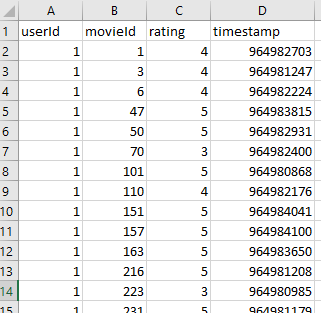 A B C D
1 userId movieId rating timestamp
2 1 1 4 964982703
3 1 3 4 964981247
4 1 6 4 964982224
5 1 47 5 964983815
6 1 50 5 964982931
7 1 70 3 964982400
8 1 101 5 964980868
9 1 110 4 964982176
10 1 151 5 964984041
11 1 157 5 964984100
12 1 163 5 964983650
13 1 216 5 964981208
14 1 223 3 964980985
15 1 231 5 964981179